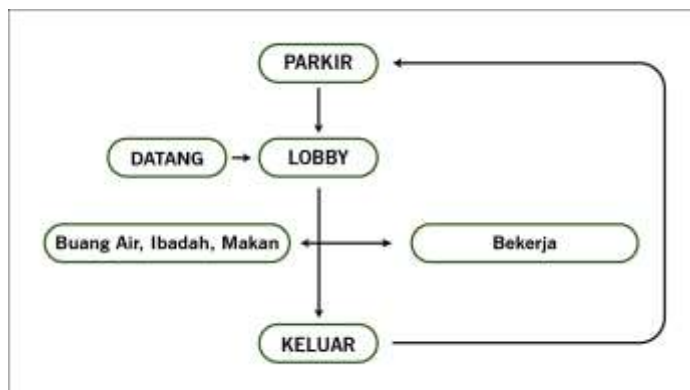 PARKIR
DATANG
LOBBY
Buang Air, Ibadah, Makan
Bekerja
KELUAR